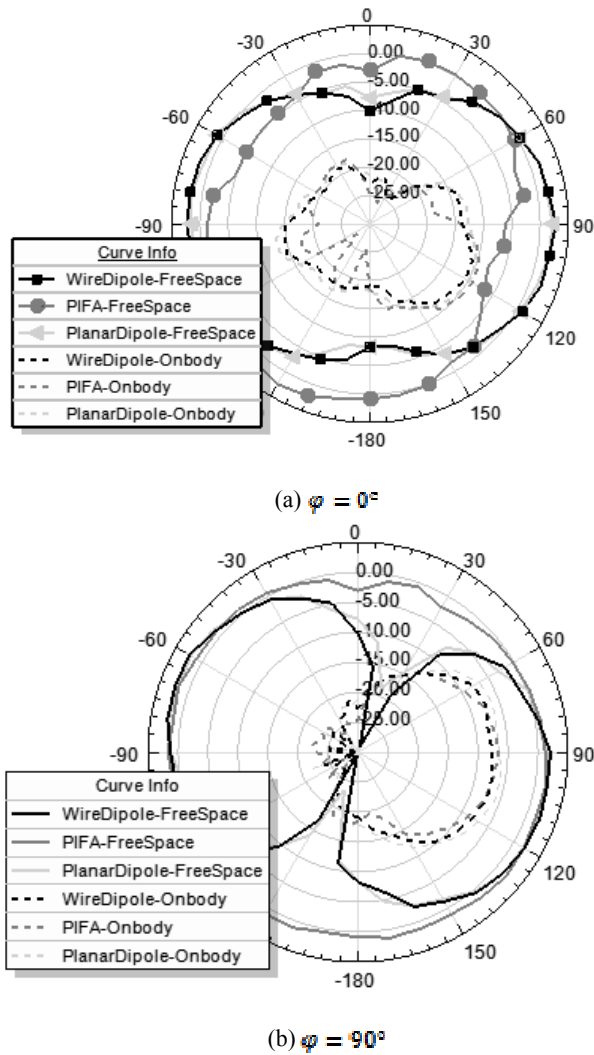 0
-30
30
0.00
-5.00
-60
60
-10.00
-15.00
-20.00
-25.00
-90
90
Curve Info
WireDipole-FreeSpace
PIFA-FreeSpace
PlanarDipole-FreeSpace
WireDipole-Onbody
PIFA-Onbody
PlanarDipole-Onbody
120
150
-180
(a) φ = 0°
0
-30
30
0.00
-5.00
-60
60
-10.00
-15.00
-20.00
-25.00
-90
90
Curve Info
WireDipole-FreeSpace
PIFA-FreeSpace
PlanarDipole-FreeSpace
WireDipole-Onbody
PIFA-Onbody
PlanarDipole-Onbody
120
150
-180
(b) φ = 90°